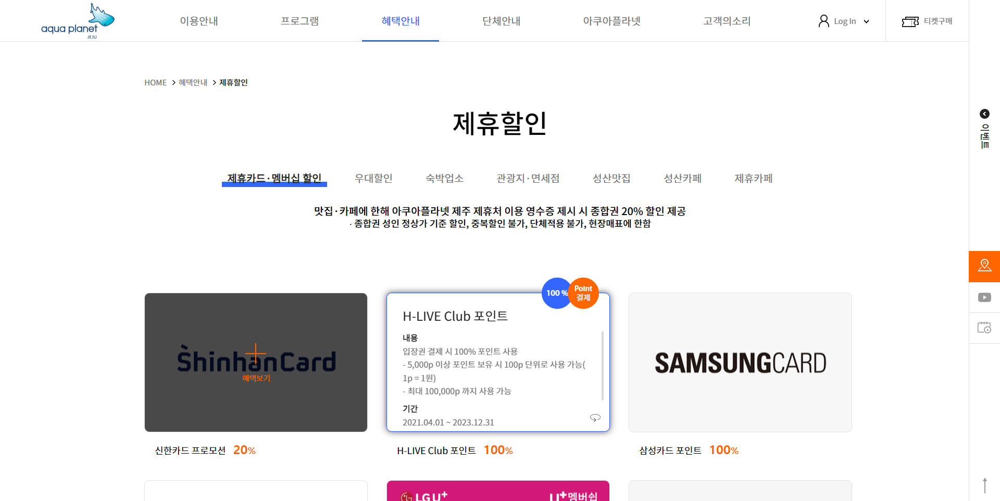 aqua planet
JEJU
이용안내
프로그램
혜택안내
단체안내
아쿠아플라넷
고객의소리
Log In
티켓구매
HOME > 혜택안내 > 제휴할인
이벤트
제휴할인
제휴카드·멤버십 할인
우대할인
숙박업소
관광지·면세점
성산맛집
성산카페
제휴카페
맛집·카페에 한해 아쿠아플라넷 제주 제휴처 이용 영수증 제시 시 종합권 20% 할인 제공
· 종합권 성인 정상가 기준 할인, 중복할인 불가, 단체적용 불가, 현장매표에 한함
ShinhanCard
혜택보기
신한카드 프로모션 20%
100 %
Point
결제
H-LIVE Club 포인트
내용
입장권 결제 시 100% 포인트 사용
- 5,000p 이상 포인트 보유 시 100p 단위로 사용 가능(
1p = 1원)
- 최대 100,000p 까지 사용 가능
기간
2021.04.01 ~ 2023.12.31
H-LIVE Club 포인트 100%
SAMSUNG CARD
삼성카드 포인트 100%
LG U+
U+멤버쉽